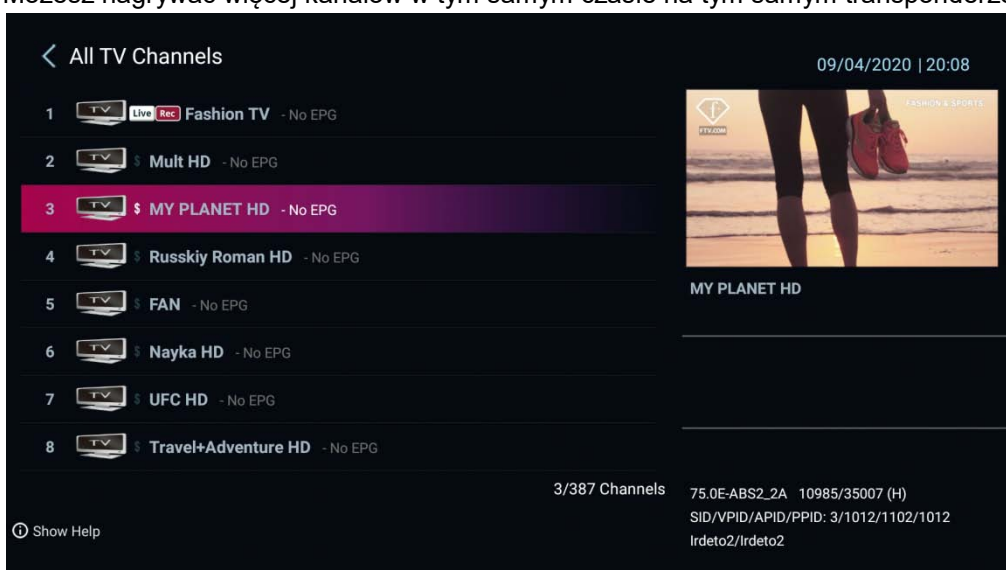 Możesz nagrywać więcej kanałów w tym samym czasie na tym samym transponderze
All TV Channels
09/04/2020 | 20:08
1 TV Live Rec Fashion TV - No EPG
2 TV $ Mult HD - No EPG
3 TV $ MY PLANET HD - No EPG
4 TV $ Russkiy Roman HD - No EPG
5 TV $ FAN - No EPG
6 TV $ Nayka HD - No EPG
7 TV $ UFC HD - No EPG
8 TV $ Travel+Adventure HD - No EPG
3/387 Channels
Show Help
FTV.COM
FASHION & SPORTS
MY PLANET HD
75.0E-ABS2_2A 10985/35007 (H)
SID/VPID/APID/PPID: 3/1012/1102/1012
Irdeto2/Irdeto2